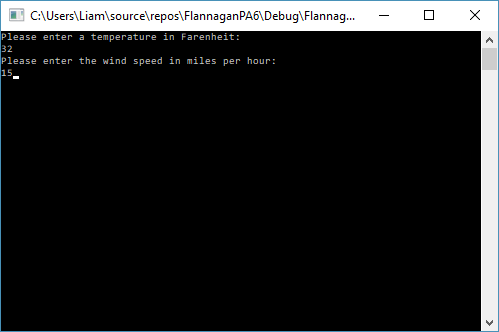 C:\Users\Liam\source\repos\FlannaganPA6\Debug\Flannag...
Please enter a temperature in Farenheit:
32
Please enter the wind speed in miles per hour:
15